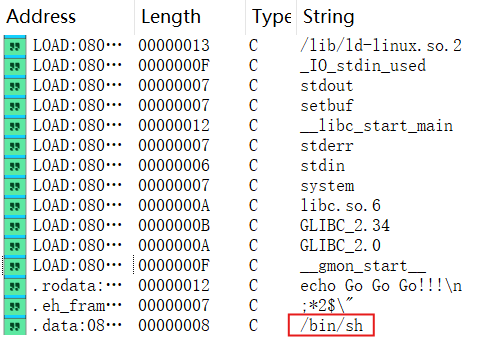 Address Length Type String
LOAD:080… 00000013 C /lib/ld-linux.so.2
LOAD:080… 0000000F C _IO_stdin_used
LOAD:080… 00000007 C stdout
LOAD:080… 00000007 C setbuf
LOAD:080… 00000012 C __libc_start_main
LOAD:080… 00000007 C stderr
LOAD:080… 00000006 C stdin
LOAD:080… 00000007 C system
LOAD:080… 0000000A C libc.so.6
LOAD:080… 0000000B C GLIBC_2.34
LOAD:080… 0000000A C GLIBC_2.0
LOAD:080… 0000000F C __gmon_start__
.rodata:… 00000012 C echo Go Go Go!!!\n
.eh_fram… 00000007 C ;*2$\"
.data:08… 00000008 C /bin/sh